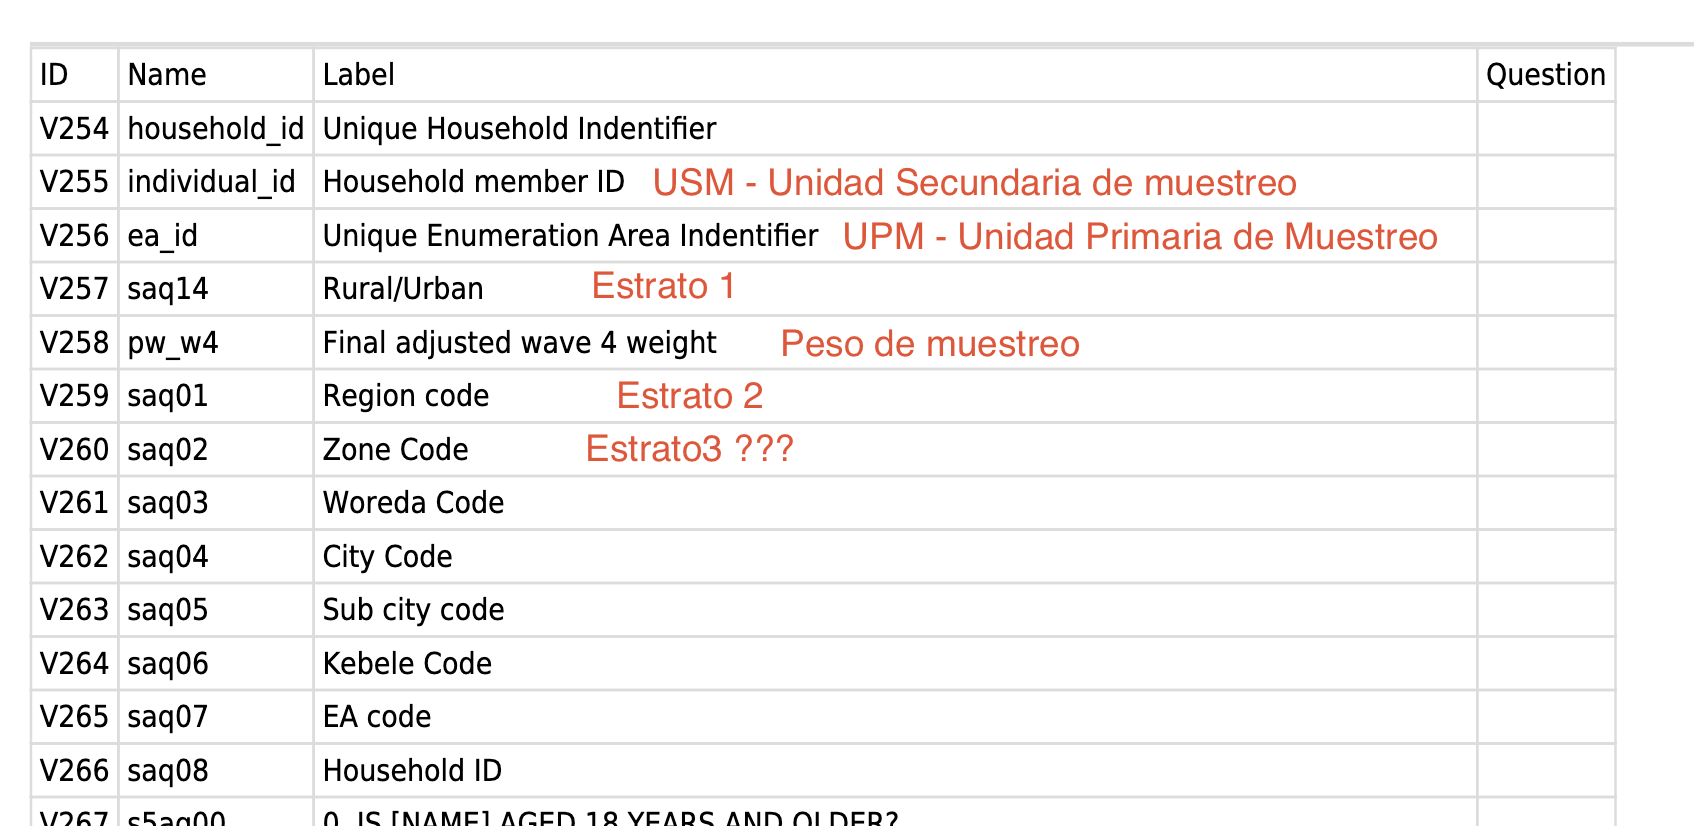 ID Name Label Question
V254 household_id Unique Household Indentifier
V255 individual_id Household member ID USM - Unidad Secundaria de muestreo
V256 ea_id Unique Enumeration Area Indentifier UPM - Unidad Primaria de Muestreo
V257 saq14 Rural/Urban Estrato 1
V258 pw_w4 Final adjusted wave 4 weight Peso de muestreo
V259 saq01 Region code Estrato 2
V260 saq02 Zone Code Estrato3 ???
V261 saq03 Woreda Code
V262 saq04 City Code
V263 saq05 Sub city code
V264 saq06 Kebele Code
V265 saq07 EA code
V266 saq08 Household ID
V267 s5aq00 0. IS [NAME] AGED 18 YEARS AND OLDER?